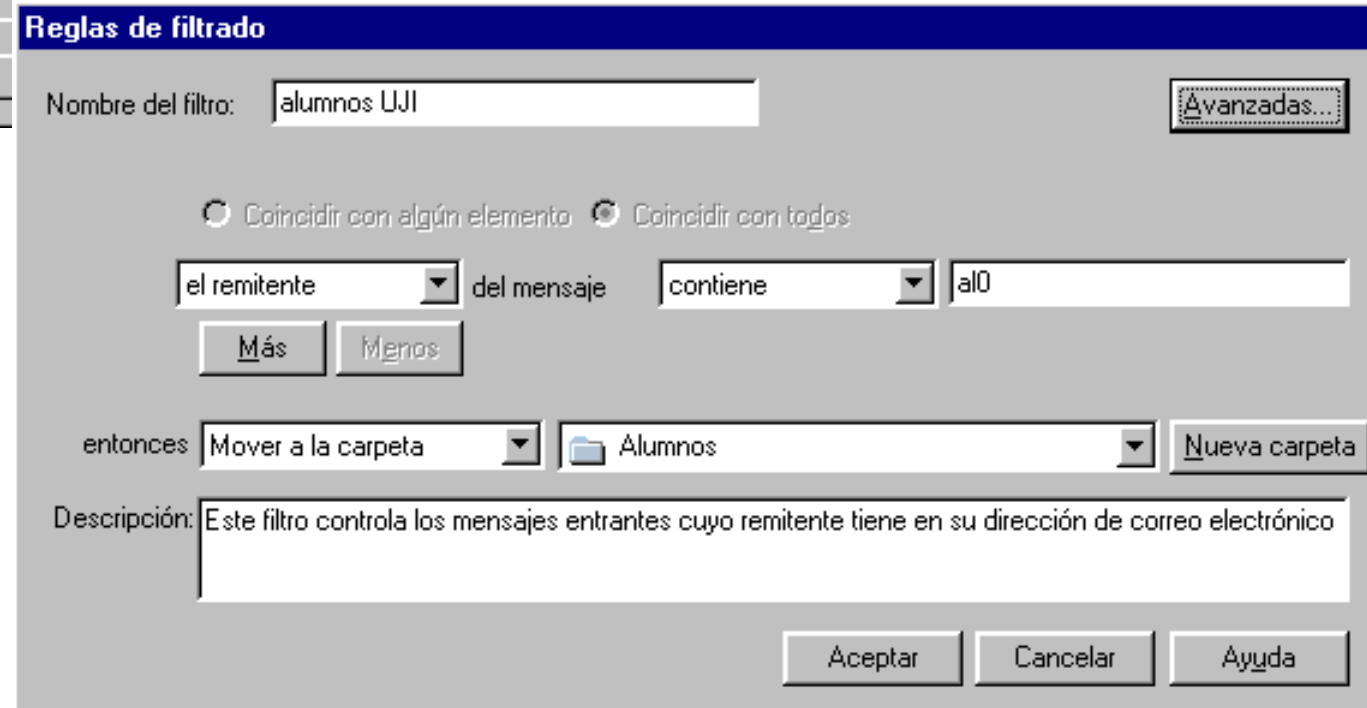 Reglas de filtrado
Nombre del filtro: alumnos UJI Avanzadas...
Coincidir con algún elemento Coincidir con todos
el remitente del mensaje contiene al0
Más Menos
entonces Mover a la carpeta Alumnos Nueva carpeta
Descripción: Este filtro controla los mensajes entrantes cuyo remitente tiene en su dirección de correo electrónico
Aceptar Cancelar Ayuda